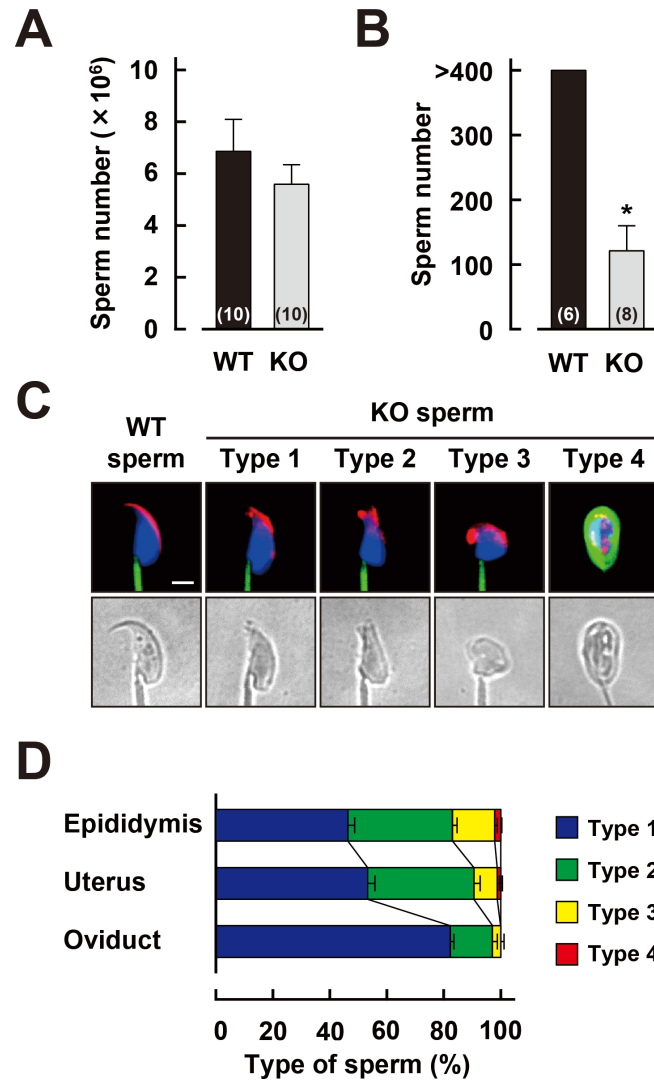 A
Sperm number (×10⁶)
10
8
6
4
2
0
(10) (10)
WT KO
B
Sperm number
>400
300
200
100
0
*
(6) (8)
WT KO
C
WT
sperm
KO sperm
Type 1 Type 2 Type 3 Type 4
D
Epididymis
Uterus
Oviduct
Type 1
Type 2
Type 3
Type 4
0 20 40 60 80 100
Type of sperm (%)